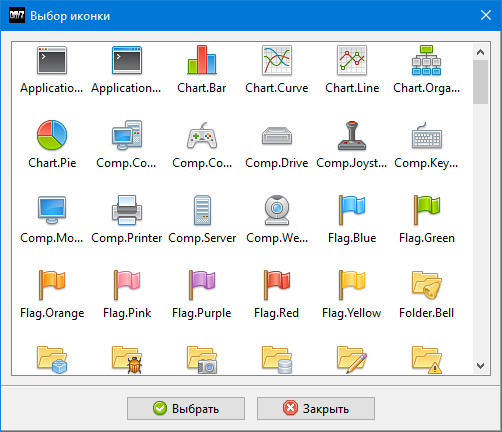 DAYZ Выбор иконки
Applicatio... Application... Chart.Bar Chart.Curve Chart.Line Chart.Orga...
Chart.Pie Comp.Co... Comp.Co... Comp.Drive Comp.Joyst... Comp.Key...
Comp.Mo... Comp.Printer Comp.Server Comp.We... Flag.Blue Flag.Green
Flag.Orange Flag.Pink Flag.Purple Flag.Red Flag.Yellow Folder.Bell
Выбрать Закрыть